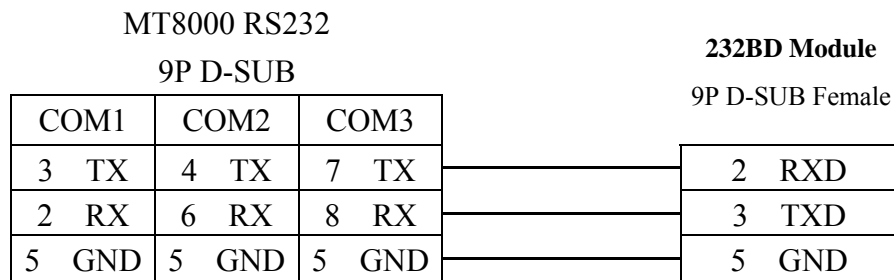 MT8000 RS232
9P D-SUB
COM1 COM2 COM3
3 TX 4 TX 7 TX
2 RX 6 RX 8 RX
5 GND 5 GND 5 GND
232BD Module
9P D-SUB Female
2 RXD
3 TXD
5 GND